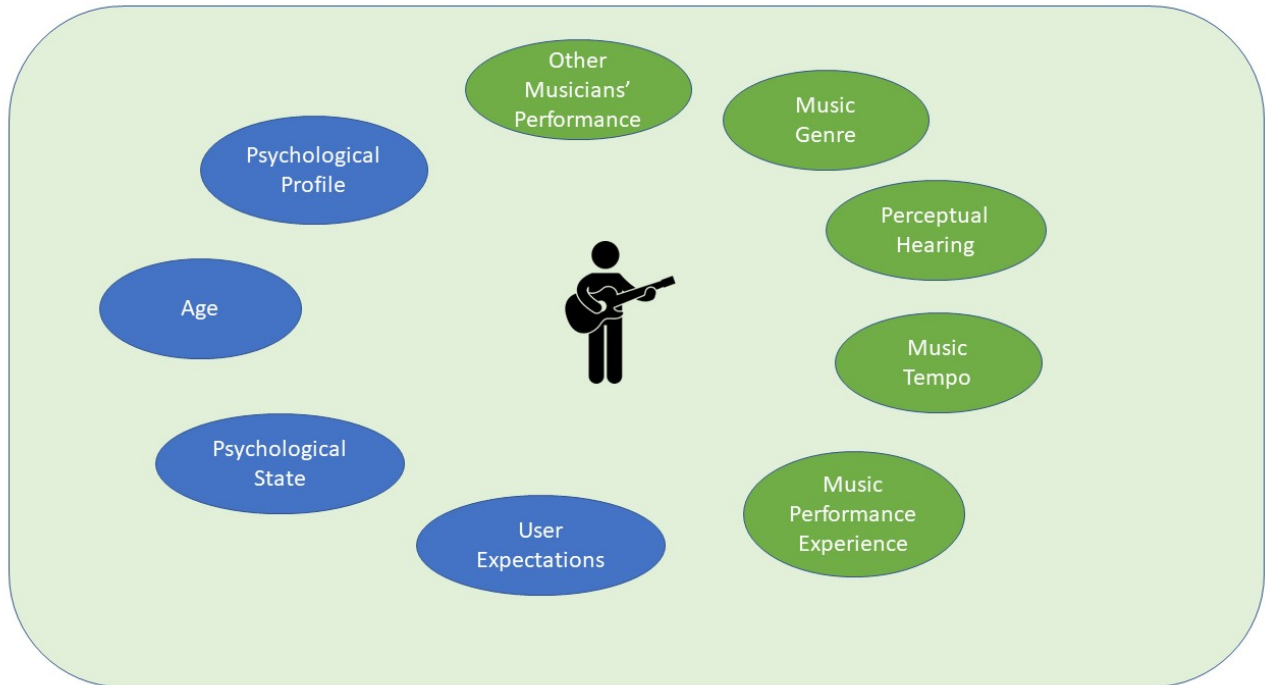 Other
Musicians'
Performance
Music
Genre
Psychological
Profile
Perceptual
Hearing
Age
Music
Tempo
Psychological
State
Music
Performance
Experience
User
Expectations